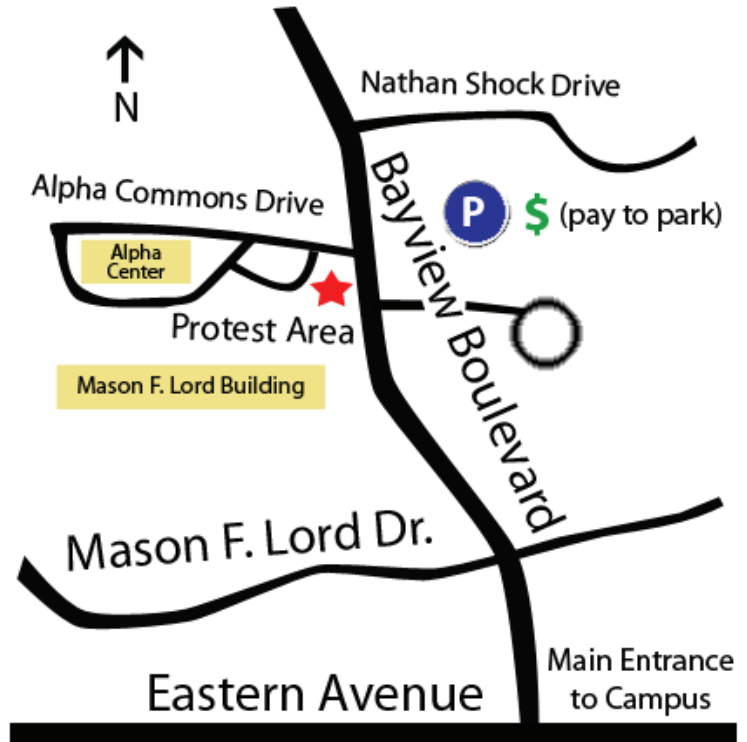 N
Nathan Shock Drive
Alpha Commons Drive
P $ (pay to park)
Alpha
Center
Bayview Boulevard
Protest Area
Mason F. Lord Building
Mason F. Lord Dr.
Main Entrance
to Campus
Eastern Avenue